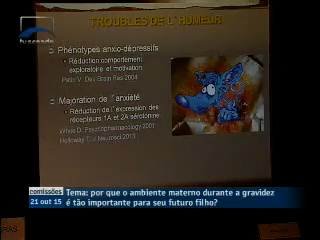 TROUBLES DE L'HUMEUR
Phénotypes anxio-dépressifs
Réduction comportement
exploratoire et motivation
Brain Res 2004
Majoration de l'anxiété
Réduction de l'expression des
récepteurs 1A et 2A sérotonine
White D. Psychopharmacology 2001
Holloway T. J Neurosci 2013
comissões Tema: por que o ambiente materno durante a gravidez
21 out 15 é tão importante para seu futuro filho?